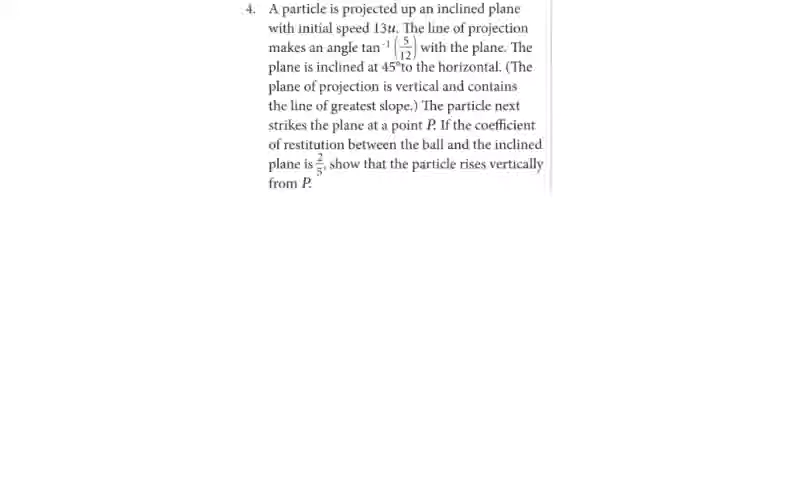 4. A particle is projected up an inclined plane
with initial speed 13u. The line of projection
makes an angle tan⁻¹ (5/12) with the plane. The
plane is inclined at 45°to the horizontal. (The
plane of projection is vertical and contains
the line of greatest slope.) The particle next
strikes the plane at a point P. If the coefficient
of restitution between the ball and the inclined
plane is 2/5, show that the particle rises vertically
from P.